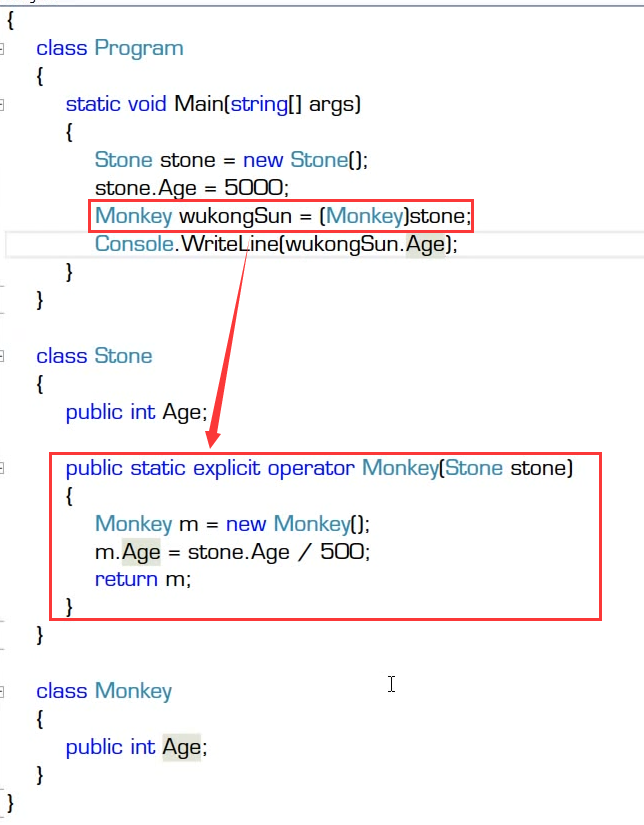 {
class Program
{
static void Main(string[] args)
{
Stone stone = new Stone();
stone.Age = 5000;
Monkey wukongSun = (Monkey)stone;
Console.WriteLine(wukongSun.Age);
}
}
class Stone
{
public int Age;
public static explicit operator Monkey(Stone stone)
{
Monkey m = new Monkey();
m.Age = stone.Age / 500;
return m;
}
}
class Monkey
{
public int Age;
}
}